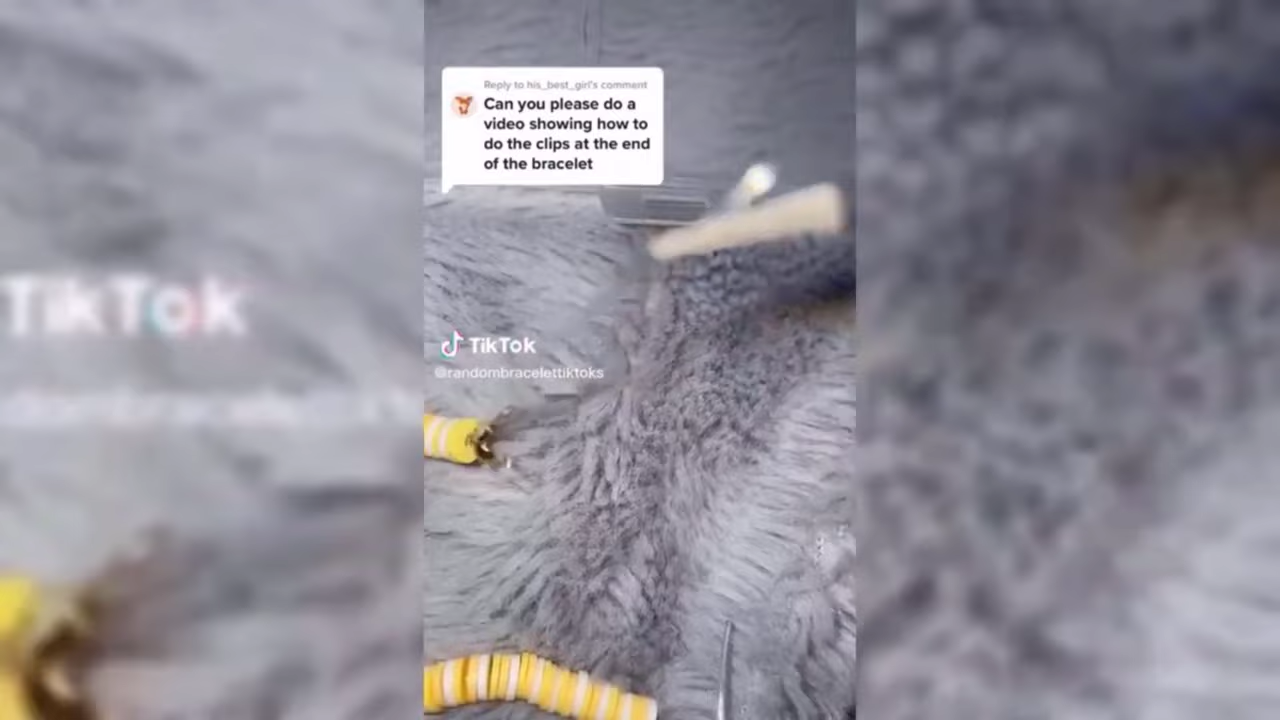 Reply to his_best_girl's comment
Can you please do a
video showing how to
do the clips at the end
of the bracelet
TikTok
@randombracelettiktoks
TikTok